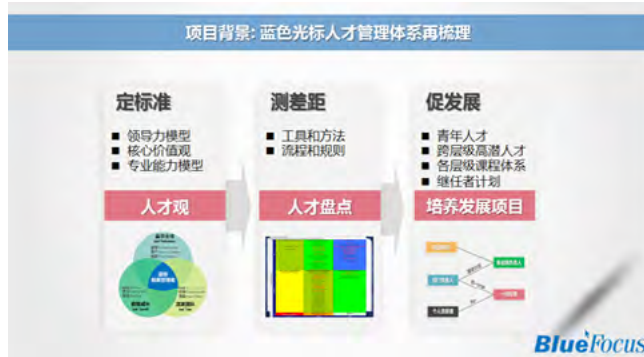 项目背景: 蓝色光标人才管理体系再梳理
定标准
■ 领导力模型
■ 核心价值观
■ 专业能力模型
人才观
测差距
■ 工具和方法
■ 流程和规则
人才盘点
促发展
■ 青年人才
■ 跨层级高潜人才
■ 各层级课程体系
■ 继任者计划
培养发展项目
BlueFocus